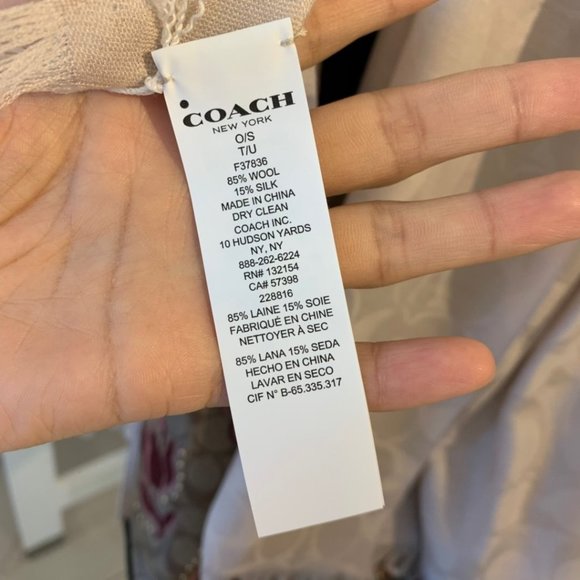 COACH
NEW YORK
O/S
T/U
F37836
85% WOOL
15% SILK
MADE IN CHINA
DRY CLEAN
COACH INC.
10 HUDSON YARDS
NY, NY
888-262-6224
RN# 132154
CA# 57398
228816
85% LAINE 15% SOIE
FABRIQUÉ EN CHINE
NETTOYER À SEC
85% LANA 15% SEDA
HECHO EN CHINA
LAVAR EN SECO
CIF N° B-65.335.317